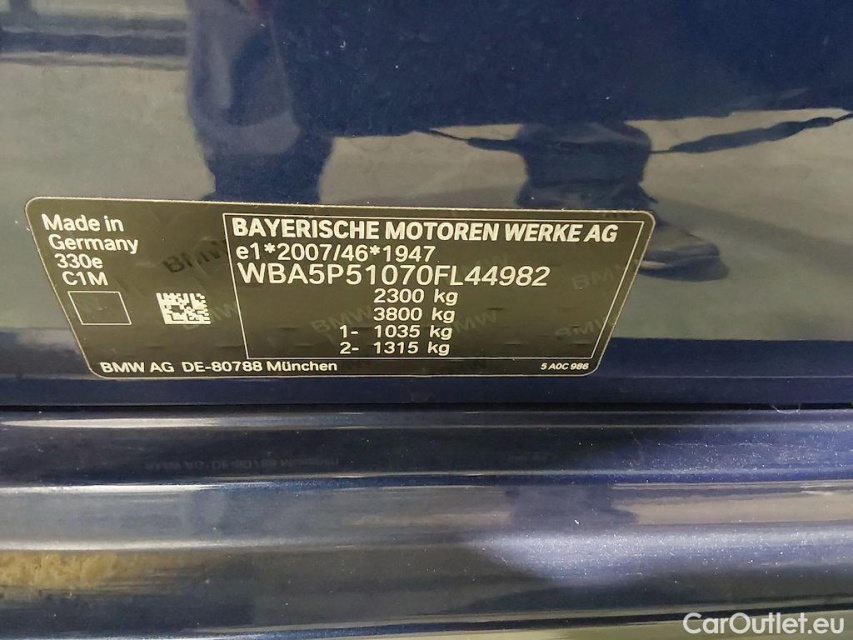 Made in
Germany
330e
C1M
BAYERISCHE MOTOREN WERKE AG
e1*2007/46*1947
WBA5P51070FL44982
2300 kg
3800 kg
1- 1035 kg
2- 1315 kg
BMW AG DE-80788 München
5 A0C 986
CarOutlet.eu